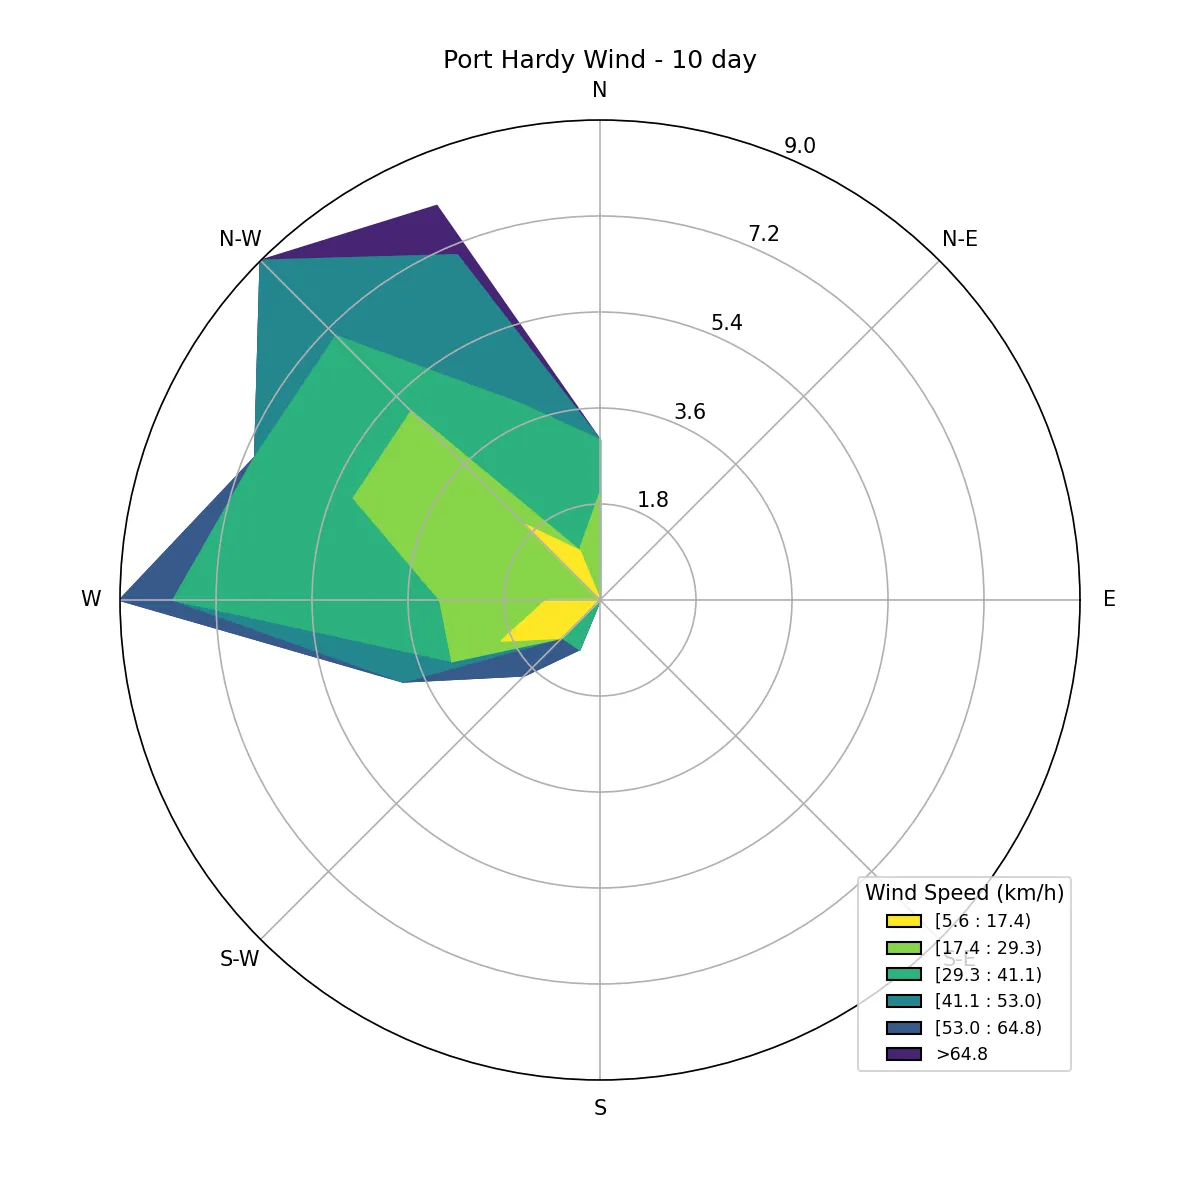 Port Hardy Wind - 10 day
N
9.0
N-W
N-E
7.2
5.4
3.6
1.8
W
E
S-W
S-E
Wind Speed (km/h)
[5.6 : 17.4)
[17.4 : 29.3)
[29.3 : 41.1)
[41.1 : 53.0)
[53.0 : 64.8)
>64.8
S